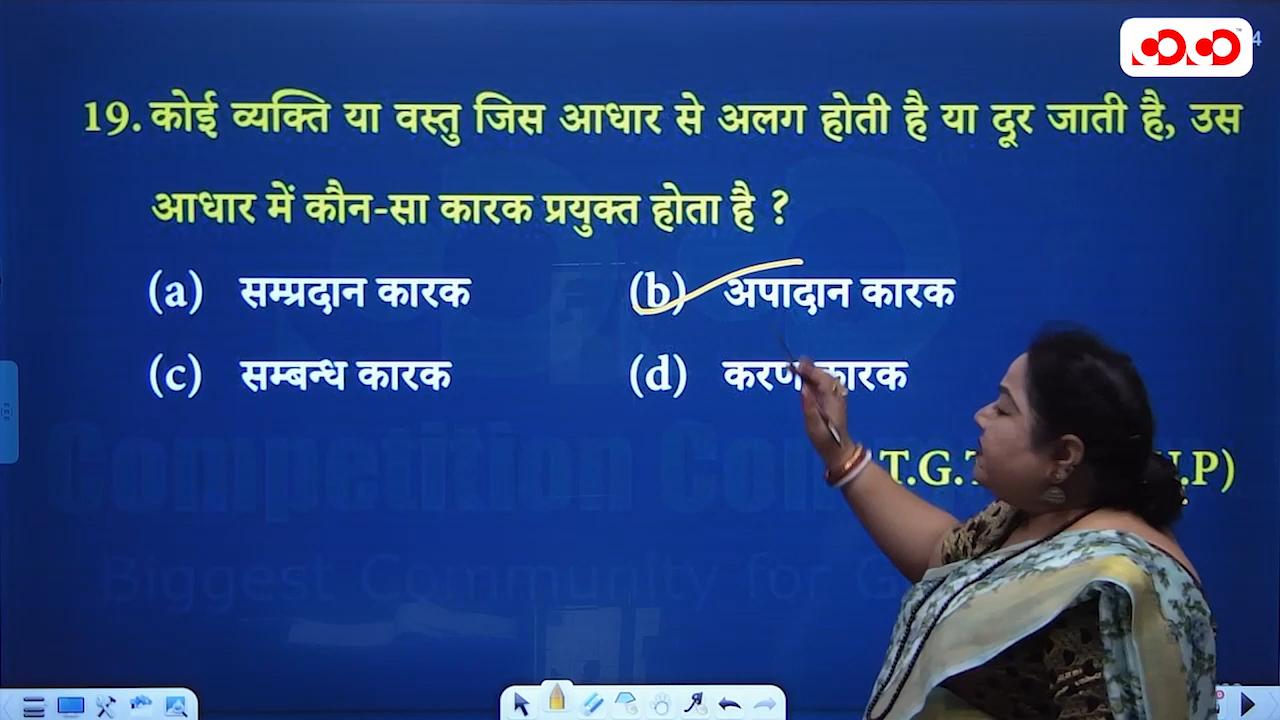 19. कोई व्यक्ति या वस्तु जिस आधार से अलग होती है या दूर जाती है, उस
आधार में कौन-सा कारक प्रयुक्त होता है ?
(a) सम्प्रदान कारक (b) अपादान कारक
(c) सम्बन्ध कारक (d) करण कारक
Competition
Biggest Community for